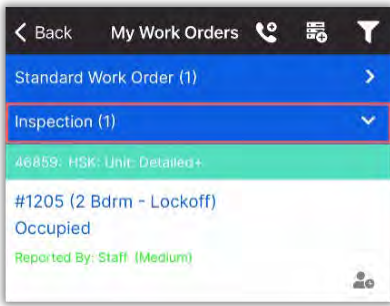 Back My Work Orders
Standard Work Order (1)
Inspection (1)
46859: HSK: Unit: Detailed+
#1205 (2 Bdrm - Lockoff)
Occupied
Reported By: Staff (Medium)